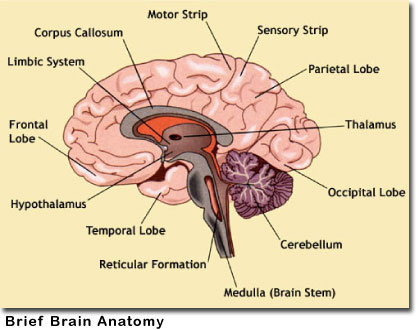 Motor Strip
Corpus Callosum
Sensory Strip
Limbic System
Parietal Lobe
Frontal
Lobe
Thalamus
Hypothalamus
Occipital Lobe
Temporal Lobe
Cerebellum
Reticular Formation
Medulla (Brain Stem)
Brief Brain Anatomy